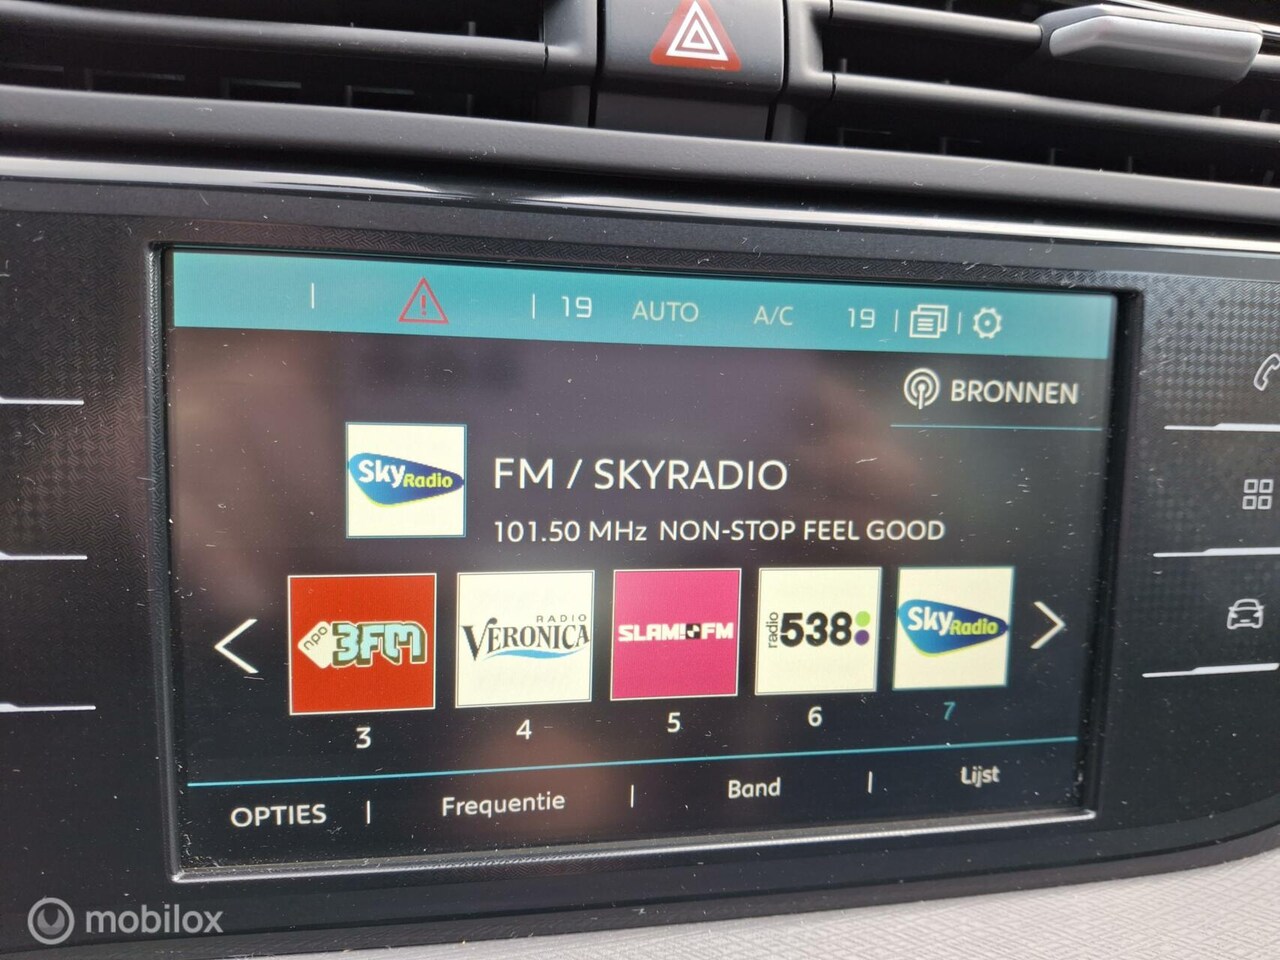 19 AUTO A/C 19
BRONNEN
Sky Radio
FM / SKYRADIO
101.50 MHz NON-STOP FEEL GOOD
npo 3FM
RADIO VERONICA
SLAM! FM
radio 538
Sky Radio
3 4 5 6 7
OPTIES | Frequentie | Band | Lijst
mobilox